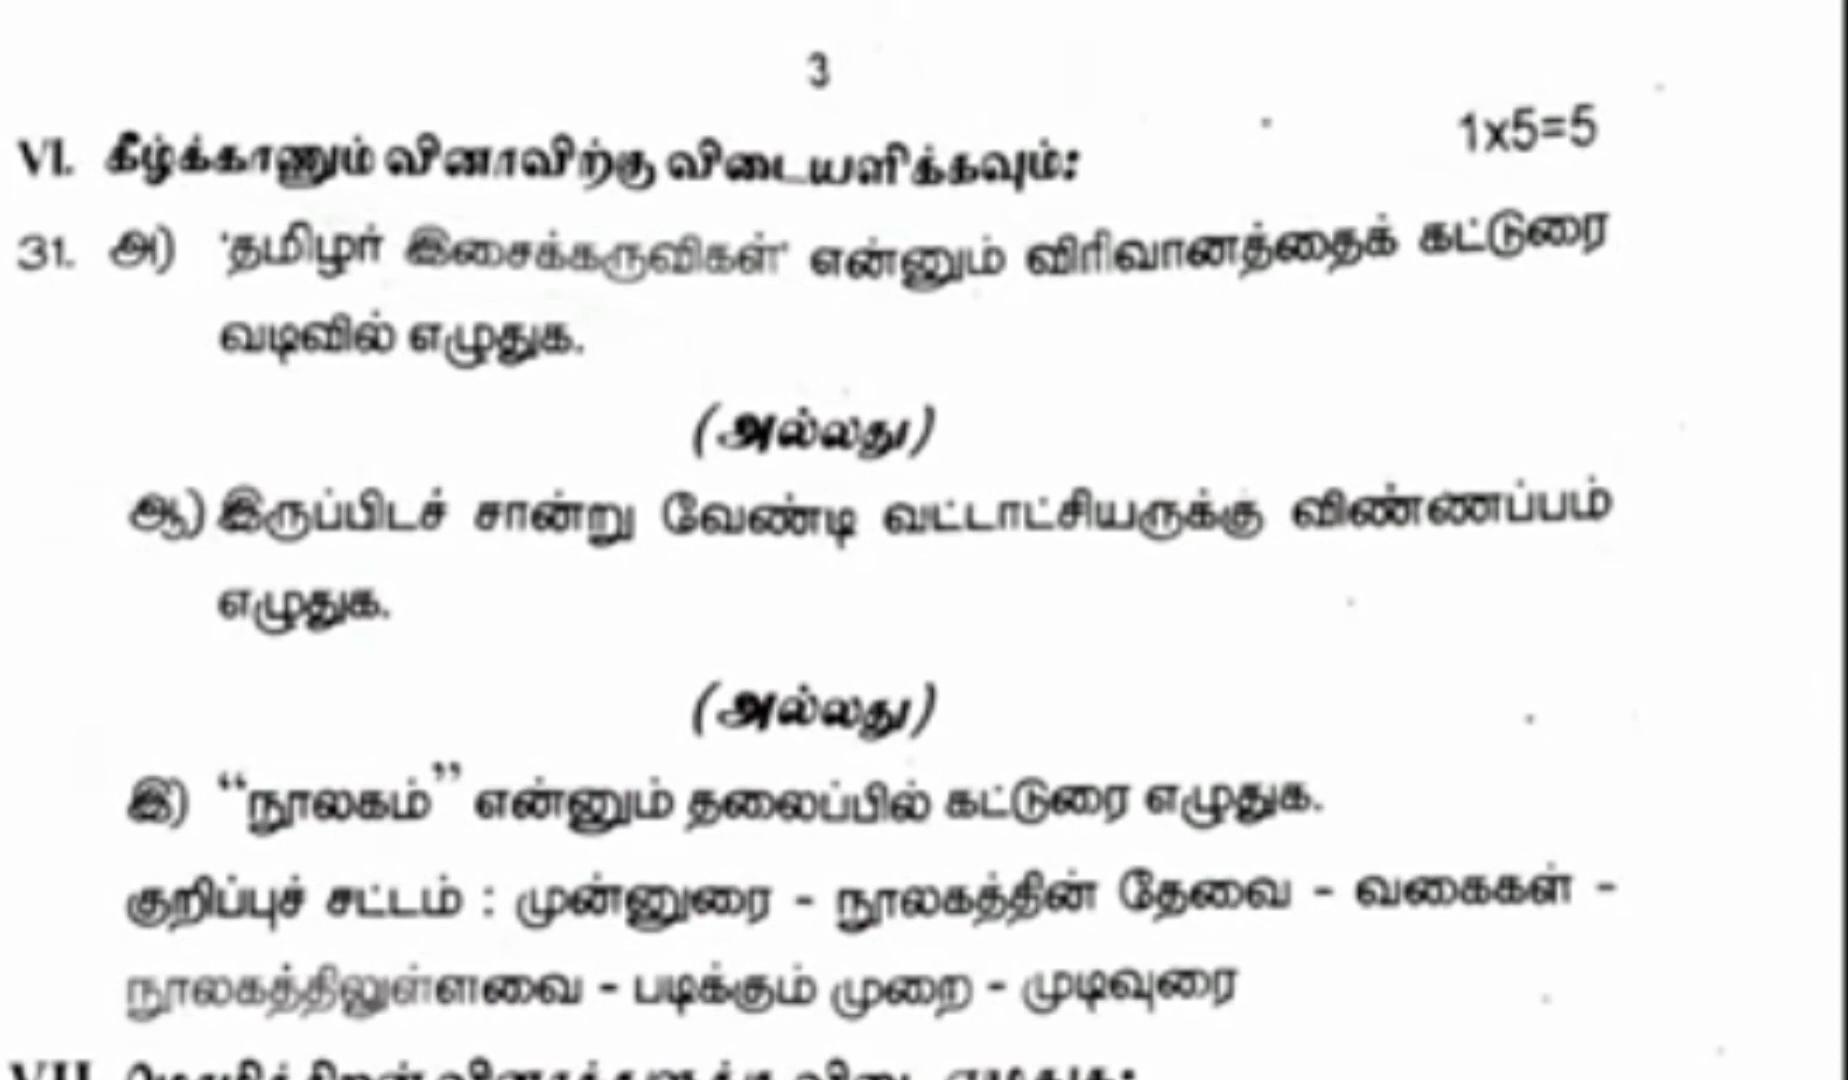 3
VI. கீழ்க்காணும் வினாவிற்கு விடையளிக்கவும்: 1x5=5
31. அ) 'தமிழர் இசைக்கருவிகள்' என்னும் விரிவானத்தைக் கட்டுரை
வடிவில் எழுதுக.
(அல்லது)
ஆ) இருப்பிடச் சான்று வேண்டி வட்டாட்சியருக்கு விண்ணப்பம்
எழுதுக.
(அல்லது)
இ) “நூலகம்” என்னும் தலைப்பில் கட்டுரை எழுதுக.
குறிப்புச் சட்டம் : முன்னுரை - நூலகத்தின் தேவை - வகைகள் -
நூலகத்திலுள்ளவை - படிக்கும் முறை - முடிவுரை
VII.